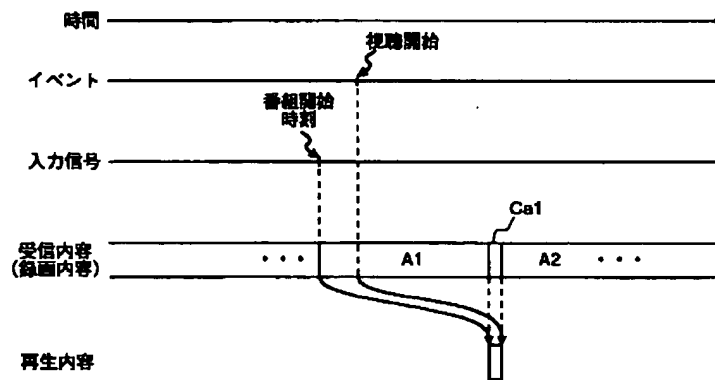 時間
視聴開始
イベント
番組開始
時刻
入力信号
Ca1
受信内容
(録画内容)
・・・
A1
A2
・・・
再生内容